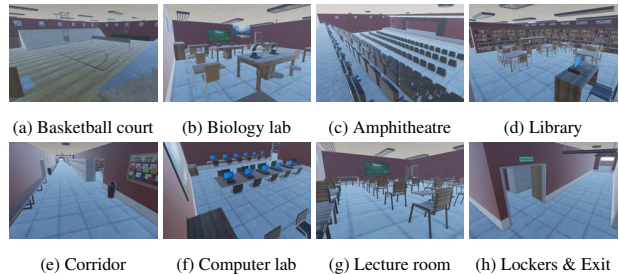 (a) Basketball court
(b) Biology lab
(c) Amphitheatre
(d) Library
(e) Corridor
(f) Computer lab
(g) Lecture room
(h) Lockers & Exit